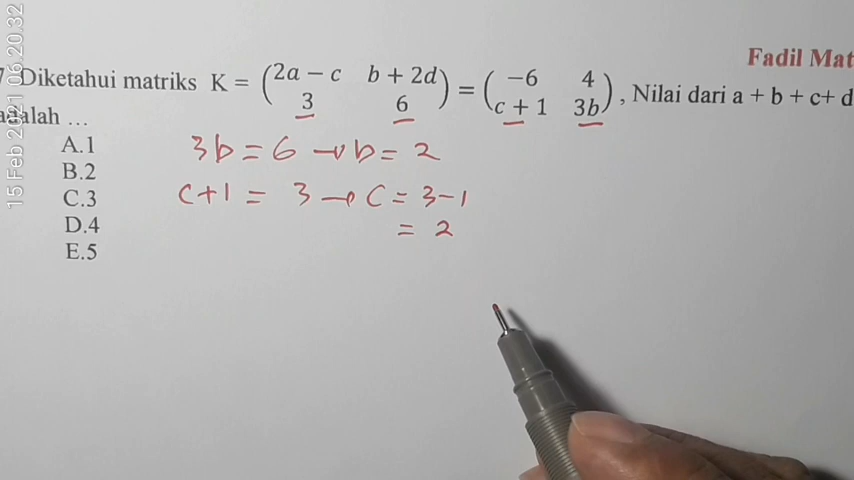 Fadil Mat
7. Diketahui matriks K = (2a − c b + 2d 3 6) = (−6 4 c + 1 3b), Nilai dari a + b + c+ d
adalah ...
A.1
B.2
C.3
D.4
E.5
3b = 6 → b = 2
c+1 = 3 → c = 3-1
= 2
15 Feb 2021 06.20.32